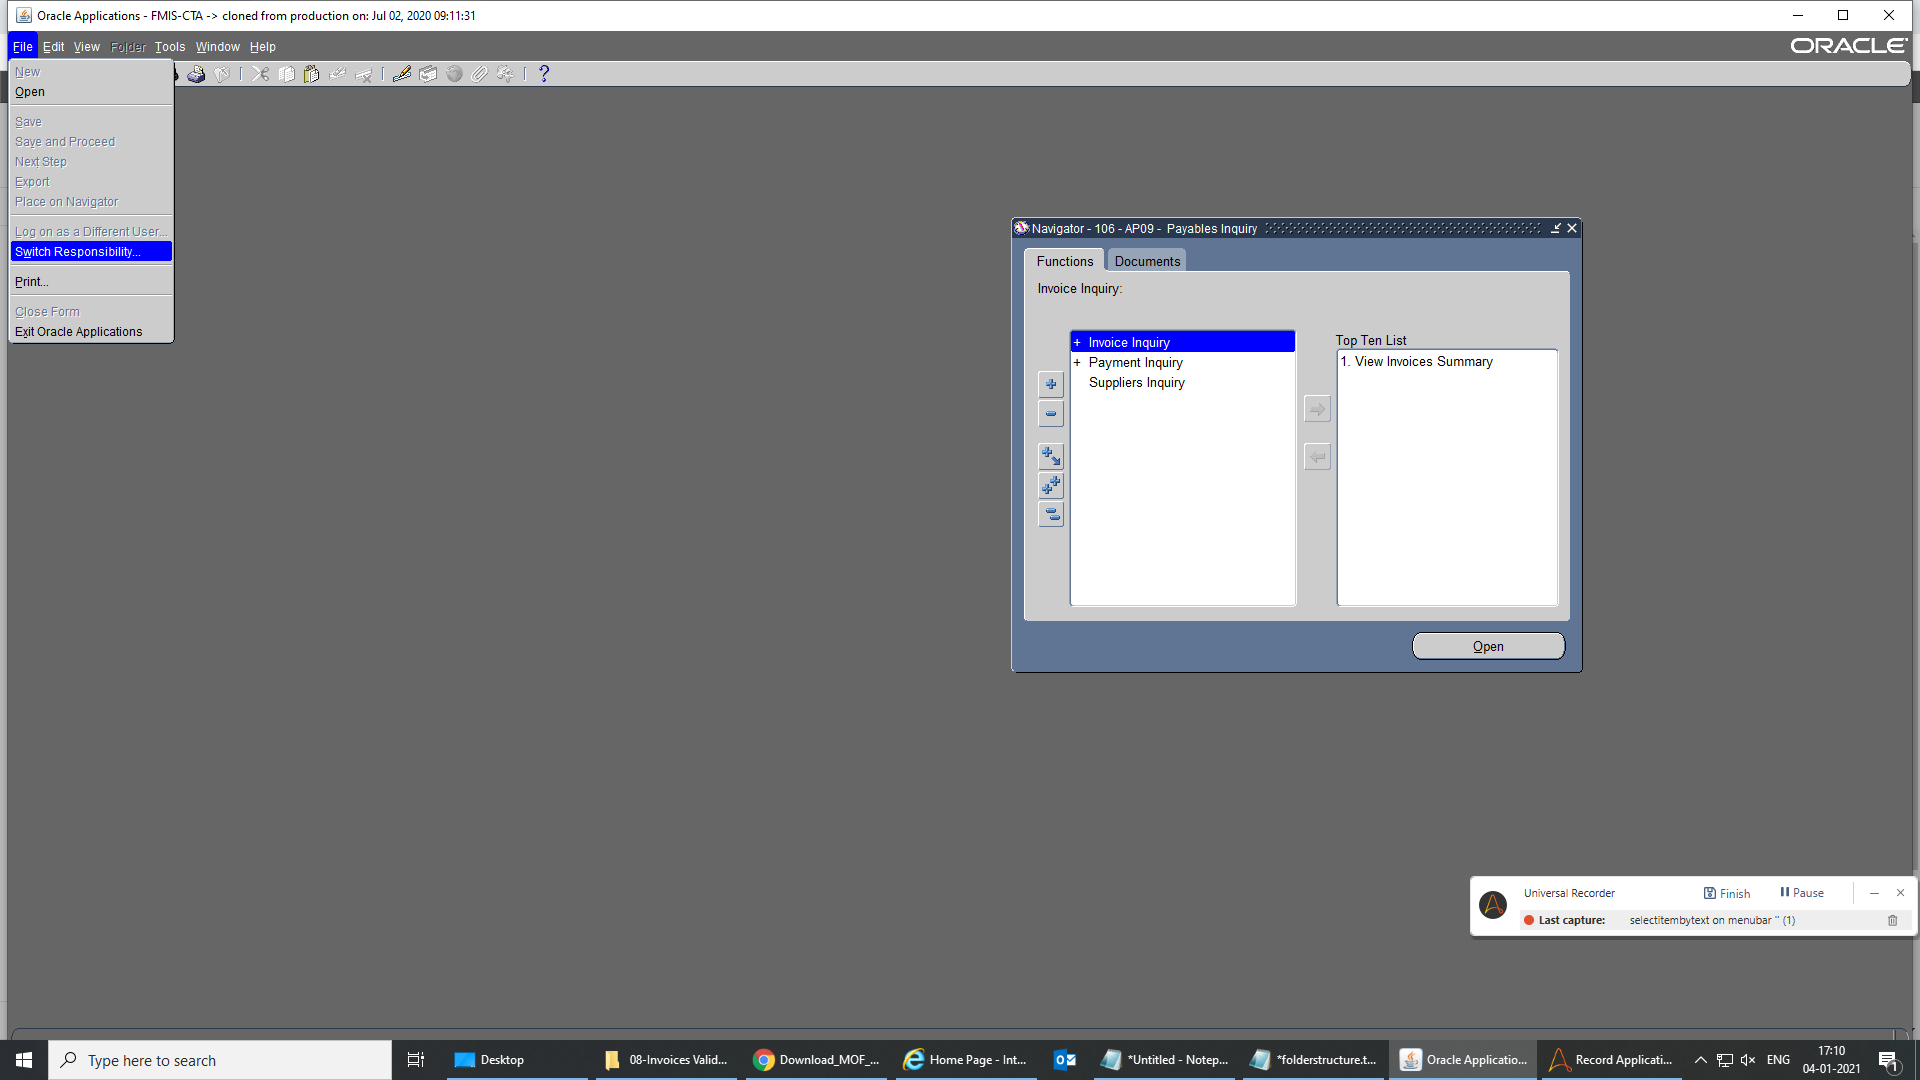 Oracle Applications - FMIS-CTA -> cloned from production on: Jul 02, 2020 09:11:31
File Edit View Folder Tools Window Help
ORACLE
New
Open
Save
Save and Proceed
Next Step
Export
Place on Navigator
Log on as a Different User...
Switch Responsibility...
Print...
Close Form
Exit Oracle Applications
Navigator - 106 - AP09 - Payables Inquiry
Functions Documents
Invoice Inquiry:
+ Invoice Inquiry
+ Payment Inquiry
Suppliers Inquiry
Top Ten List
1. View Invoices Summary
Open
Universal Recorder Finish Pause
Last capture: selectitembytext on menubar '' (1)
Type here to search
Desktop
08-Invoices Valid...
Download_MOF_...
Home Page - Int...
*Untitled - Notep...
*folderstructure.t...
Oracle Applicatio...
Record Applicati...
ENG
17:10
04-01-2021
1